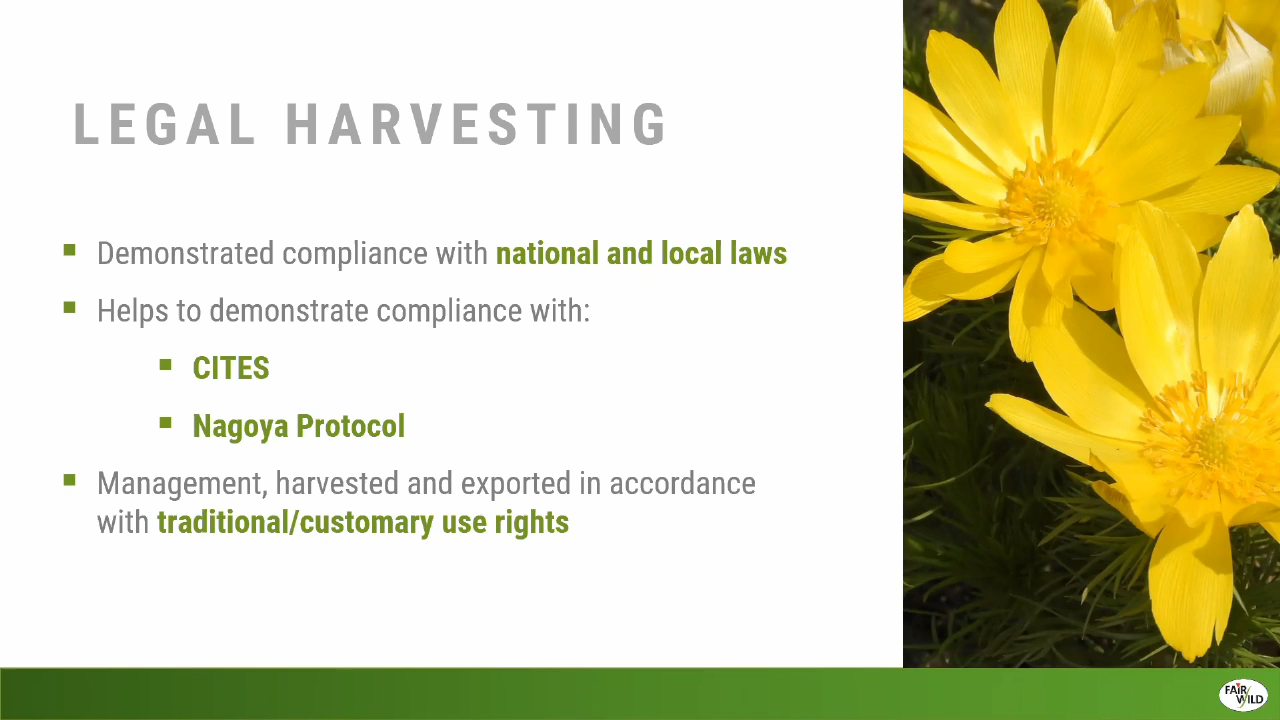 LEGAL HARVESTING
Demonstrated compliance with national and local laws
Helps to demonstrate compliance with:
CITES
Nagoya Protocol
Management, harvested and exported in accordance
with traditional/customary use rights
FAIR
WILD